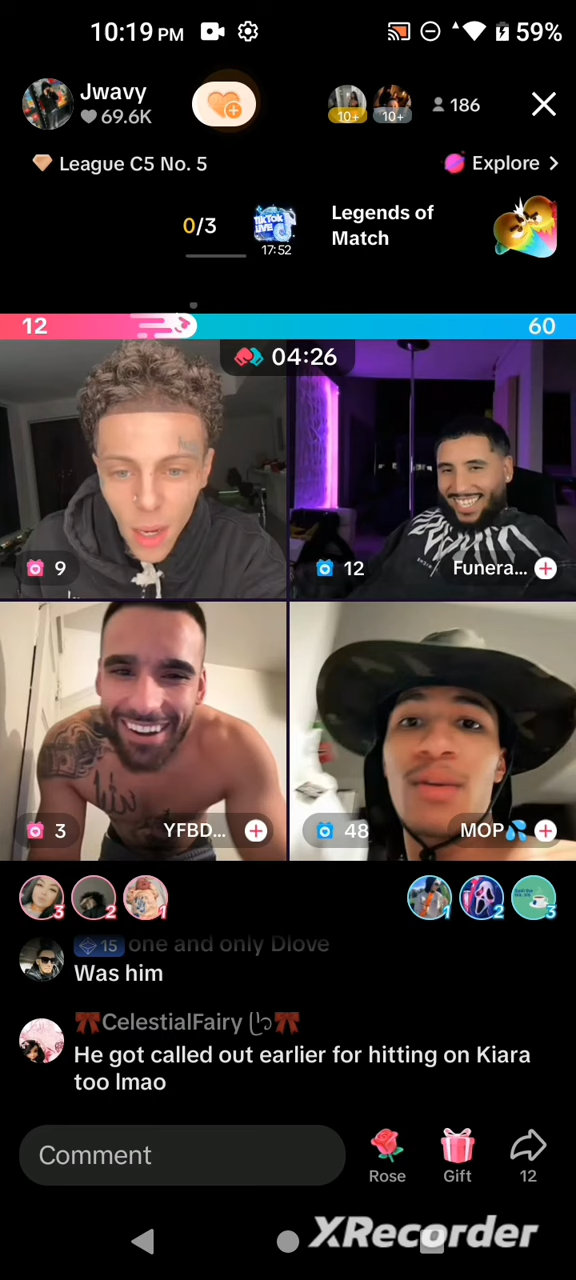 10:19 PM
59%
Jwavy
69.6K
10+
10+
186
League C5 No. 5
Explore >
0/3
TikTok LIVE
17:52
Legends of
Match
12
60
04:26
9
12
Funera...
3
YFBD...
48
MOP💦
3
2
1
1
2
3
15 one and only Dlove
Was him
🎀CelestialFairy 🎀
He got called out earlier for hitting on Kiara
too lmao
Comment
Rose
Gift
12
XRecorder